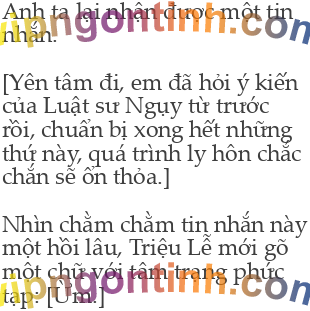 Anh ta lại nhận được một tin
nhắn.
vipngontinh.com
[Yên tâm đi, em đã hỏi ý kiến
của Luật sư Ngụy từ trước
rồi, chuẩn bị xong hết những
thứ này, quá trình ly hôn chắc
chắn sẽ ổn thỏa.]
Nhìn chằm chằm tin nhắn này
một hồi lâu, Triệu Lễ mới gõ
một chữ với tâm trạng phức
tạp: [Ừm.]
vipngontinh.com